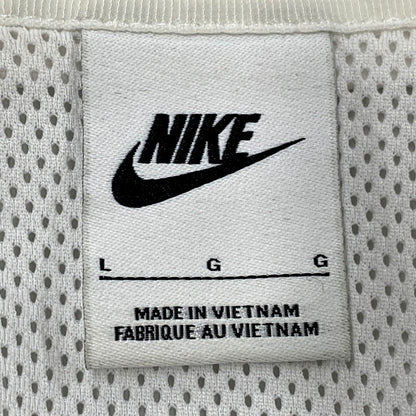 NIKE
L G G
MADE IN VIETNAM
FABRIQUE AU VIETNAM